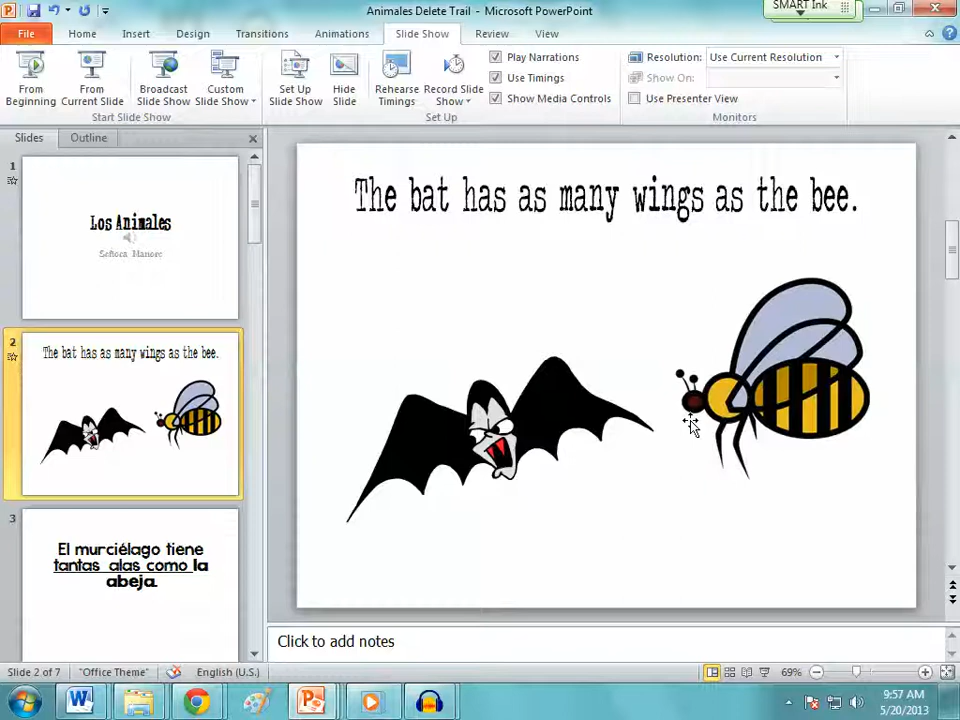 Animales Delete Trail - Microsoft PowerPoint
SMART Ink
File Home Insert Design Transitions Animations Slide Show Review View
From Beginning
From Current Slide
Broadcast Slide Show
Custom Slide Show
Start Slide Show
Set Up Slide Show
Hide Slide
Rehearse Timings
Record Slide Show
Play Narrations
Use Timings
Show Media Controls
Set Up
Resolution: Use Current Resolution
Show On:
Use Presenter View
Monitors
Slides Outline
1
Los Animales
Señora Manore
2
The bat has as many wings as the bee.
3
El murciélago tiene
tantas alas como la
abeja.
The bat has as many wings as the bee.
Click to add notes
Slide 2 of 7 "Office Theme" English (U.S.) 69%
9:57 AM
5/20/2013